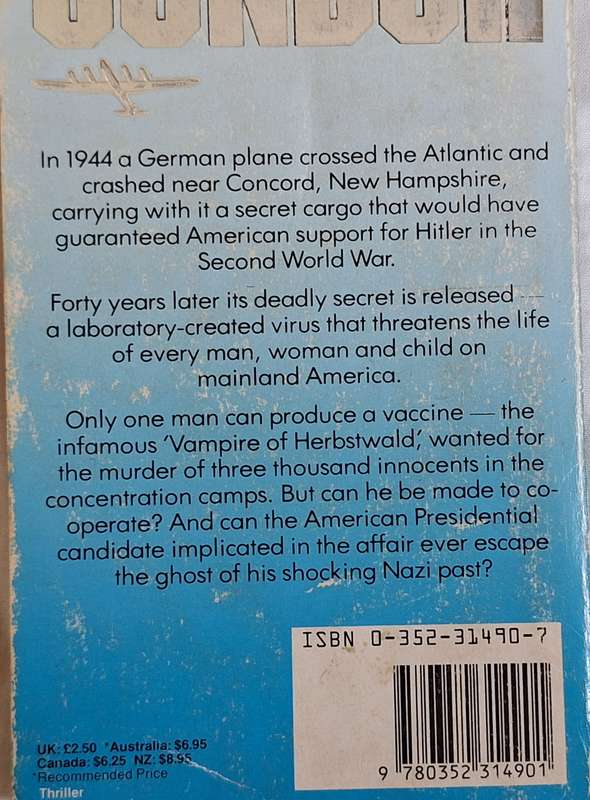 In 1944 a German plane crossed the Atlantic and
crashed near Concord, New Hampshire,
carrying with it a secret cargo that would have
guaranteed American support for Hitler in the
Second World War.
Forty years later its deadly secret is released —
a laboratory-created virus that threatens the life
of every man, woman and child on
mainland America.
Only one man can produce a vaccine — the
infamous ‘Vampire of Herbstwald’, wanted for
the murder of three thousand innocents in the
concentration camps. But can he be made to co-
operate? And can the American Presidential
candidate implicated in the affair ever escape
the ghost of his shocking Nazi past?
ISBN 0-352-31490-7
9 780352 314901
UK: £2.50 *Australia: $6.95
Canada: $6.25 NZ: $8.95
*Recommended Price
Thriller